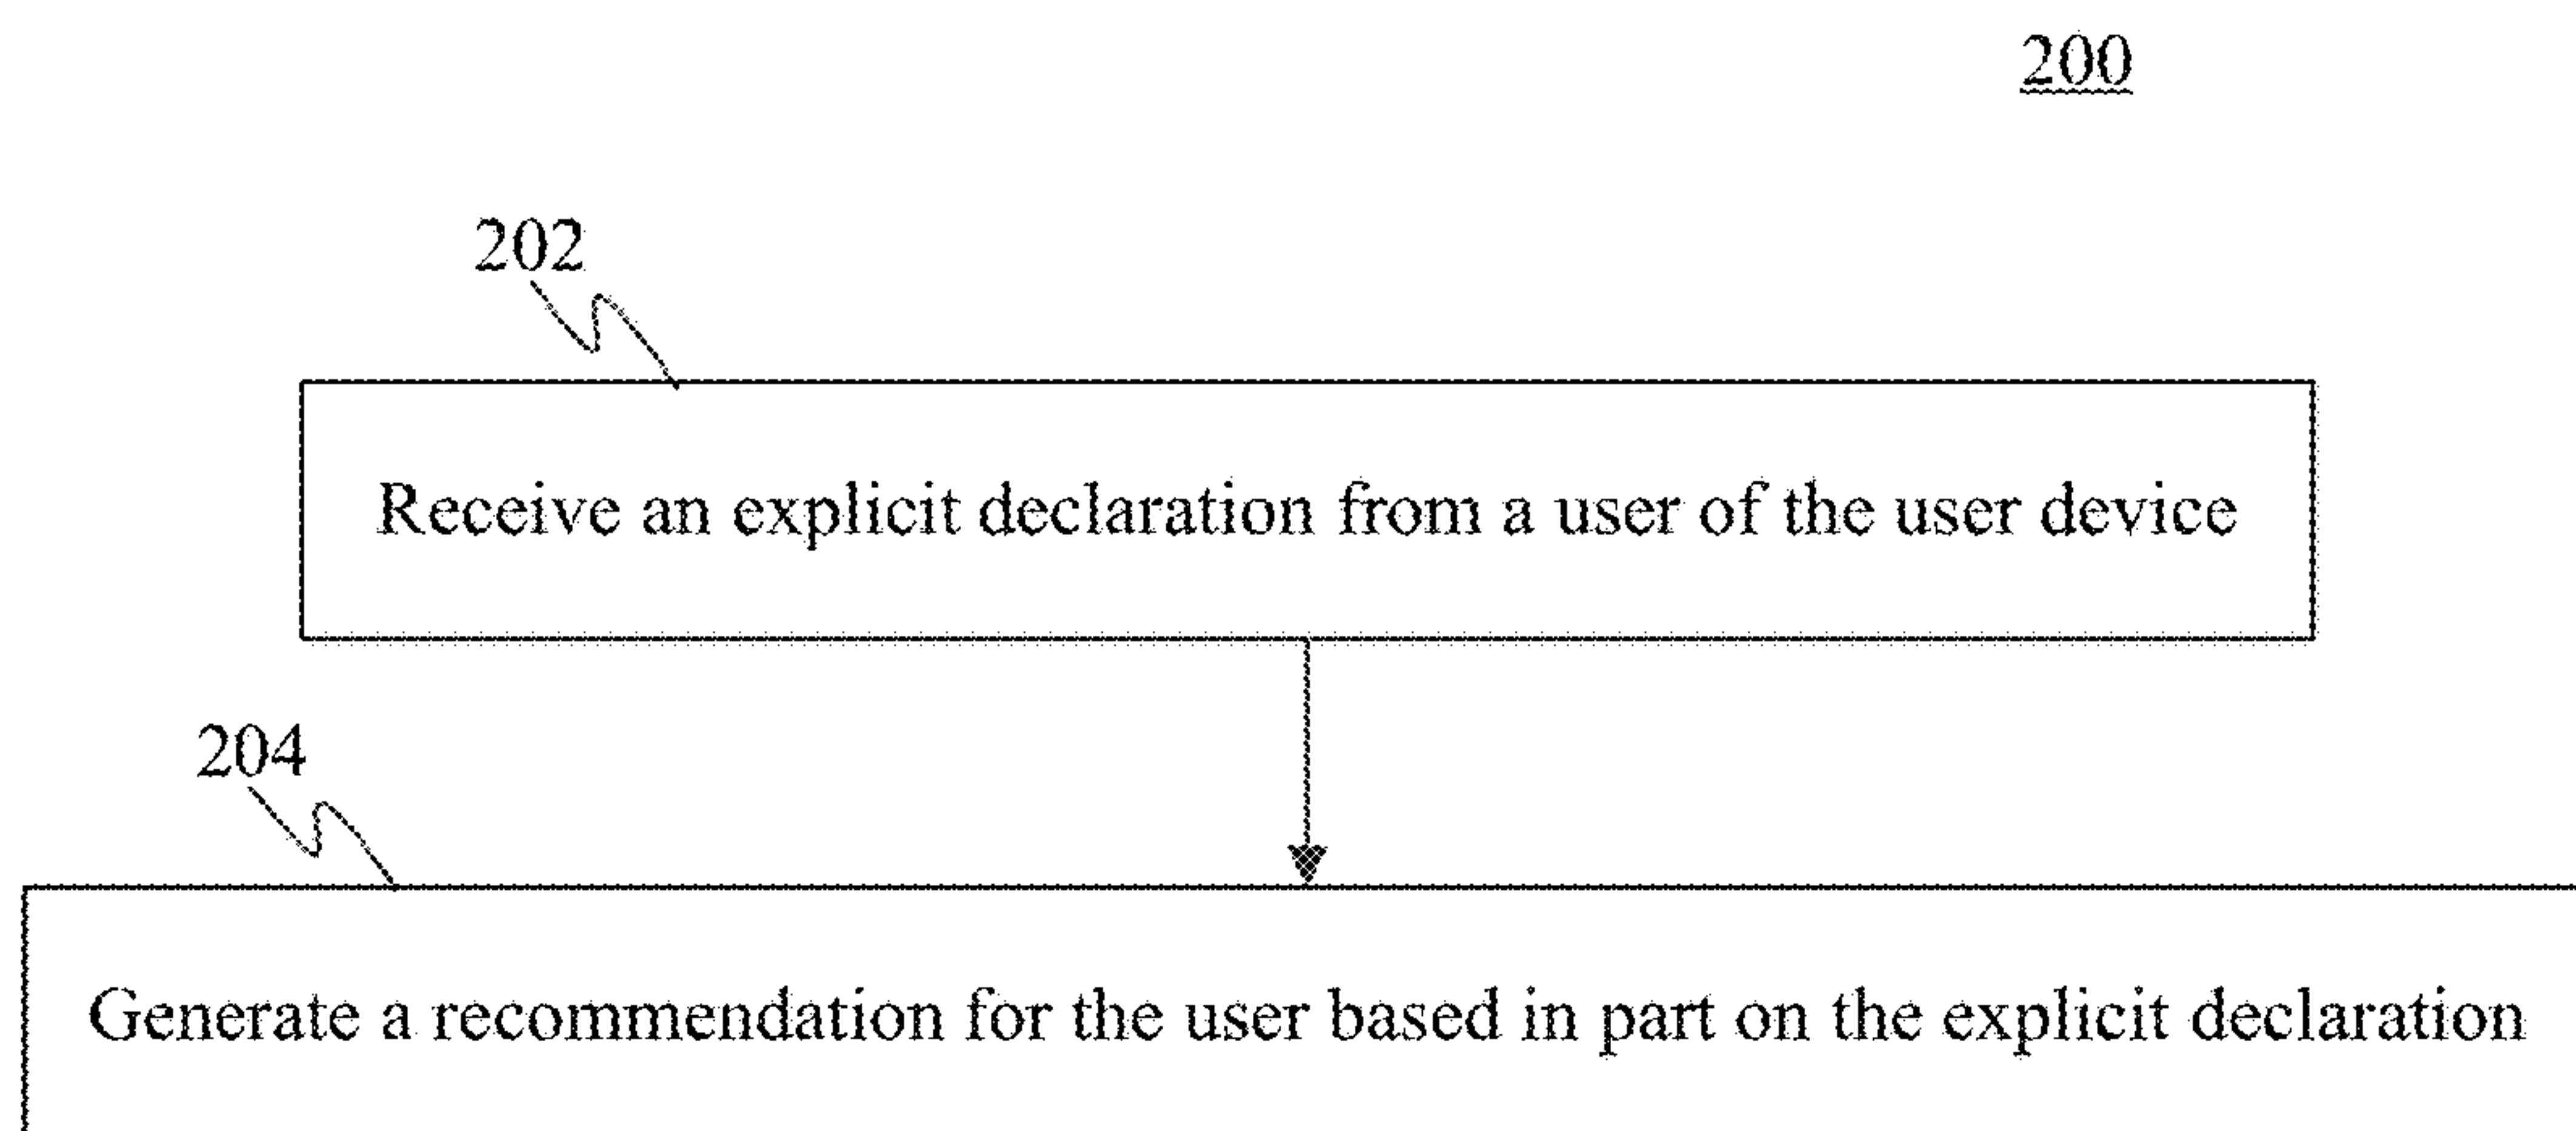 200
202
Receive an explicit declaration from a user of the user device
204
Generate a recommendation for the user based in part on the explicit declaration